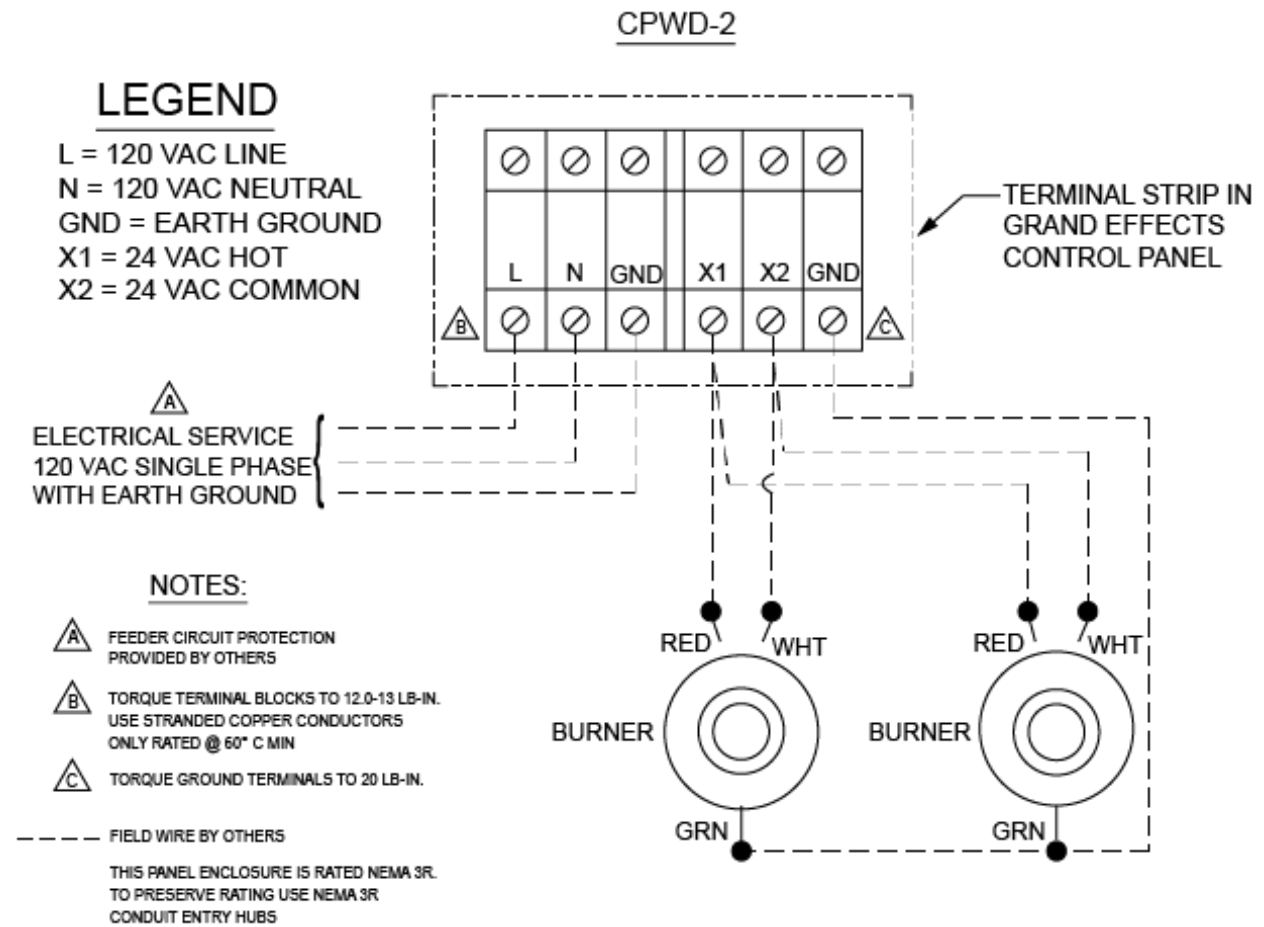 CPWD-2
LEGEND
L = 120 VAC LINE
N = 120 VAC NEUTRAL
GND = EARTH GROUND
X1 = 24 VAC HOT
X2 = 24 VAC COMMON
TERMINAL STRIP IN
GRAND EFFECTS
CONTROL PANEL
L N GND X1 X2 GND
B
C
A
ELECTRICAL SERVICE
120 VAC SINGLE PHASE
WITH EARTH GROUND
RED WHT
BURNER
GRN
RED WHT
BURNER
GRN
NOTES:
A FEEDER CIRCUIT PROTECTION
PROVIDED BY OTHERS
B TORQUE TERMINAL BLOCKS TO 12.0-13 LB-IN.
USE STRANDED COPPER CONDUCTORS
ONLY RATED @ 60° C MIN
C TORQUE GROUND TERMINALS TO 20 LB-IN.
FIELD WIRE BY OTHERS
THIS PANEL ENCLOSURE IS RATED NEMA 3R.
TO PRESERVE RATING USE NEMA 3R
CONDUIT ENTRY HUBS